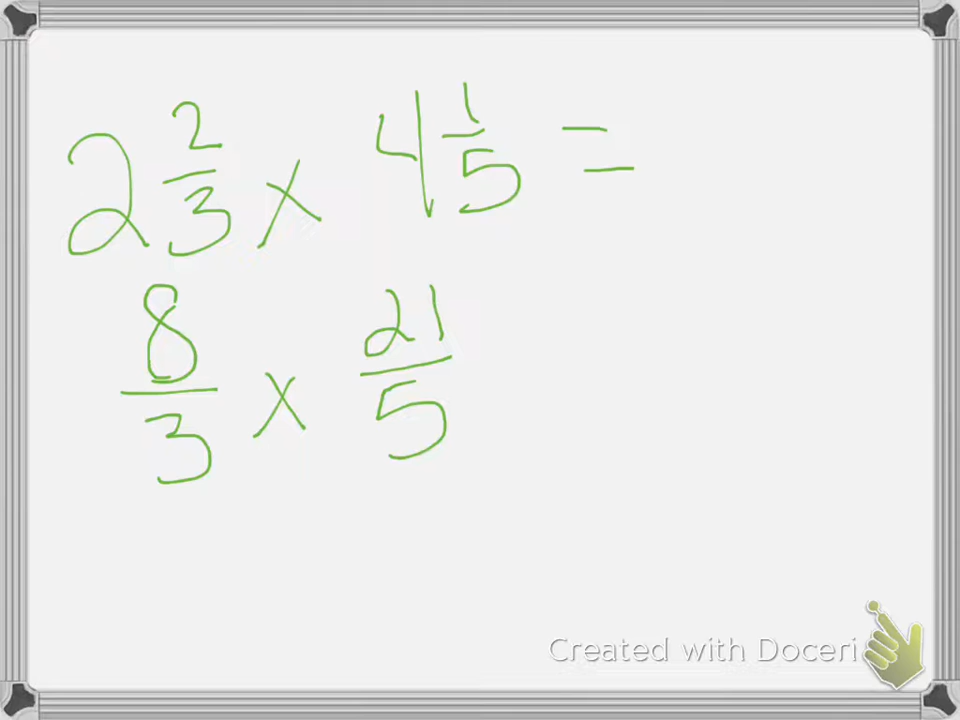 2 2/3 x 4 1/5 =
8/3 x 21/5
Created with Doceri